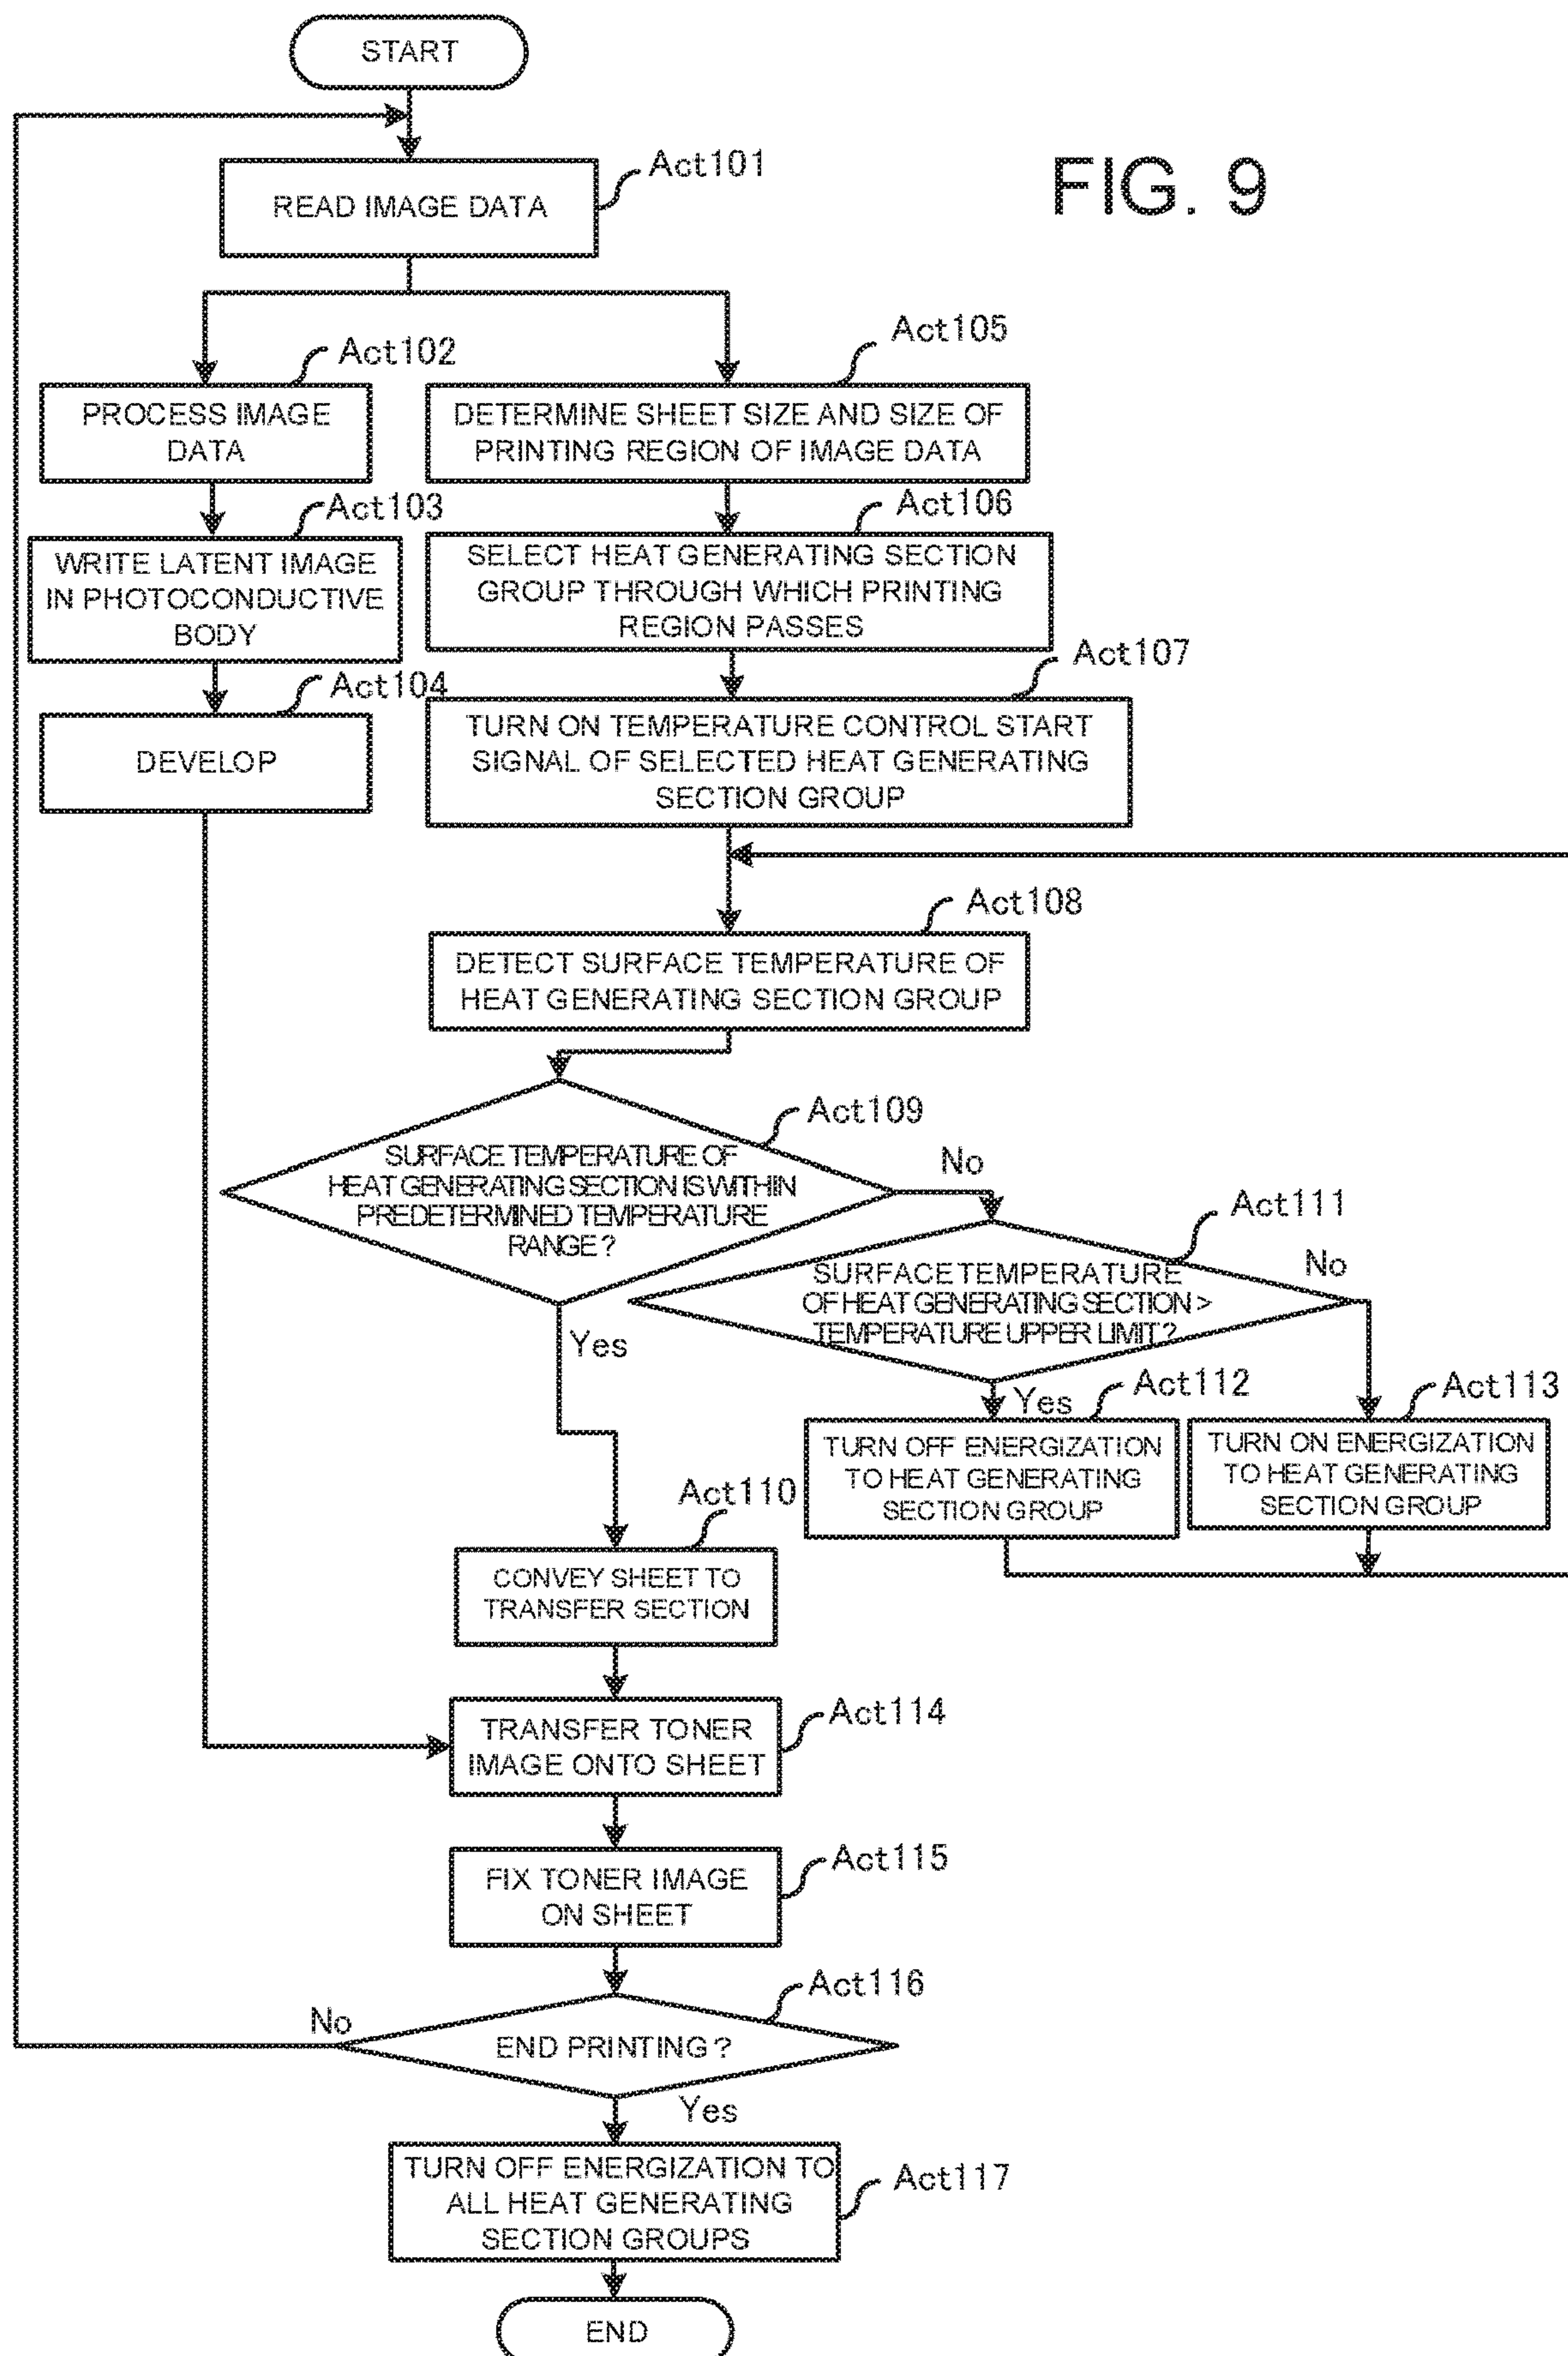 START
FIG. 9
Act101
READ IMAGE DATA
Act102
PROCESS IMAGE
DATA
Act103
WRITE LATENT IMAGE
IN PHOTOCONDUCTIVE
BODY
Act104
DEVELOP
Act105
DETERMINE SHEET SIZE AND SIZE OF
PRINTING REGION OF IMAGE DATA
Act106
SELECT HEAT GENERATING SECTION
GROUP THROUGH WHICH PRINTING
REGION PASSES
Act107
TURN ON TEMPERATURE CONTROL START
SIGNAL OF SELECTED HEAT GENERATING
SECTION GROUP
Act108
DETECT SURFACE TEMPERATURE OF
HEAT GENERATING SECTION GROUP
Act109
SURFACE TEMPERATURE OF
HEAT GENERATING SECTION IS WITHIN
PREDETERMINED TEMPERATURE
RANGE?
No
Yes
Act111
SURFACE TEMPERATURE
OF HEAT GENERATING SECTION >
TEMPERATURE UPPER LIMIT?
No
Yes
Act112
TURN OFF ENERGIZATION
TO HEAT GENERATING
SECTION GROUP
Act113
TURN ON ENERGIZATION
TO HEAT GENERATING
SECTION GROUP
Act110
CONVEY SHEET TO
TRANSFER SECTION
Act114
TRANSFER TONER
IMAGE ONTO SHEET
Act115
FIX TONER IMAGE
ON SHEET
Act116
No
END PRINTING?
Yes
Act117
TURN OFF ENERGIZATION TO
ALL HEAT GENERATING
SECTION GROUPS
END